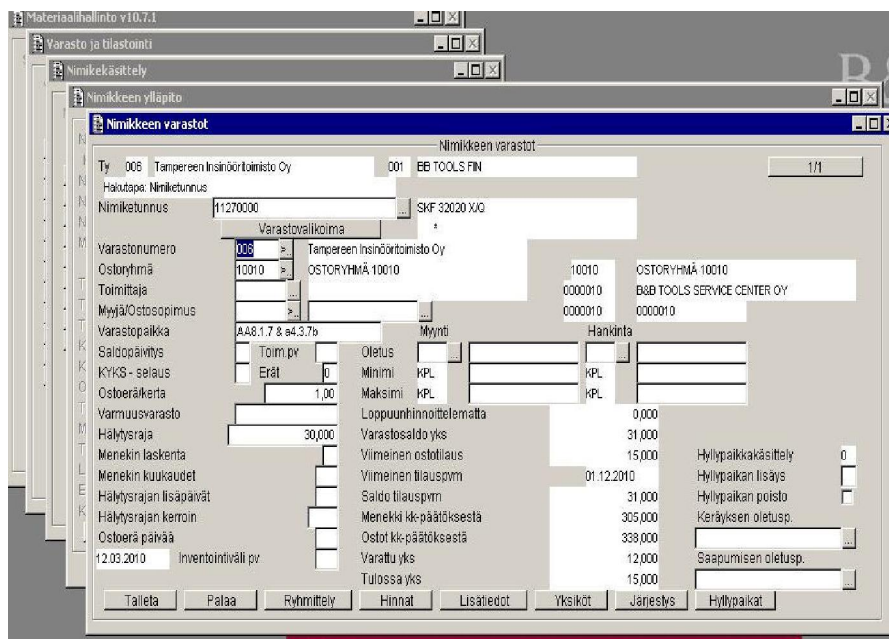 Materiaalihallinto v10.7.1
Varasto ja tilastointi
Nimikekäsittely
Nimikkeen ylläpito
Nimikkeen varastot
Nimikkeen varastot
Ty 006 Tampereen Insinööritoimisto Oy 001 BB TOOLS FIN 1/1
Hakutapa: Nimiketunnus
Nimiketunnus 11270000 ... SKF 32020 X/Q
Varastovalikoima *
Varastonumero 006 >.. Tampereen Insinööritoimisto Oy
Ostoryhmä 10010 >.. OSTORYHMÄ 10010 10010 OSTORYHMÄ 10010
Toimittaja ... 0000010 B&B TOOLS SERVICE CENTER OY
Myyjä/Ostosopimus >.. ... 0000010 0000010
Varastopaikka AA8.1.7 & a4.3.7b Myynti Hankinta
Saldopäivitys Toim.pv Oletus ... ...
KYKS - selaus Erät 0 Minimi KPL KPL
Ostoerä/kerta 1,00 Maksimi KPL KPL
Varmuusvarasto Loppuunhinnoittelematta 0,000
Hälytysraja 30,000 Varastosaldo yks 31,000
Menekin laskenta Viimeinen ostotilaus 15,000 Hyllypaikkakäsittely 0
Menekin kuukaudet Viimeinen tilauspvm 01.12.2010 Hyllypaikan lisäys
Hälytysrajan lisäpäivät Saldo tilauspvm 31,000 Hyllypaikan poisto
Hälytysrajan kerroin Menekki kk-päätöksestä 305,000 Keräyksen oletusp.
Ostoerä päivää Ostot kk-päätöksestä 338,000 ...
12.03.2010 Inventointiväli pv Varattu yks 12,000 Saapumisen oletusp.
Tulossa yks 15,000 ...
Talleta Palaa Ryhmittely Hinnat Lisätiedot Yksiköt Järjestys Hyllypaikat